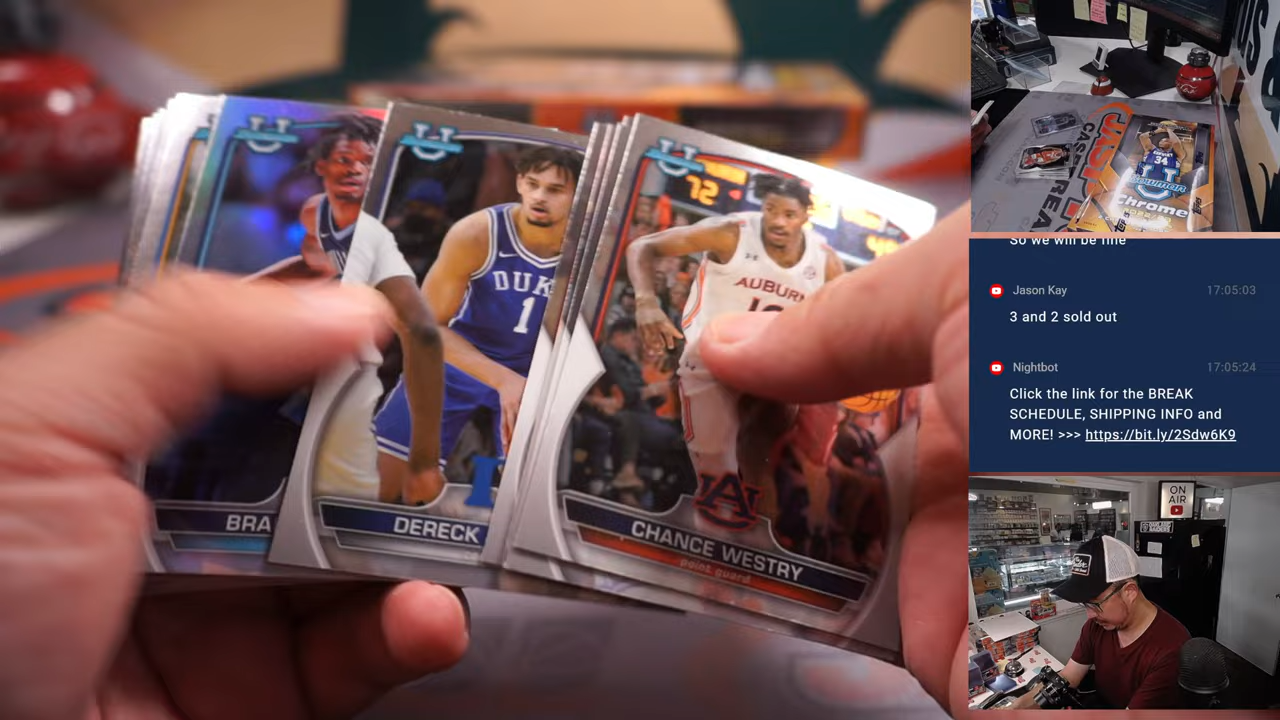 72
DUK
1
AUBURN
BRA
DERECK
CHANCE WESTRY
point guard
34
BOWMAN
Chrome
So we will be fine
Jason Kay
17:05:03
3 and 2 sold out
Nightbot
17:05:24
Click the link for the BREAK
SCHEDULE, SHIPPING INFO and
MORE! >>> https://bit.ly/2Sdw6K9
ON
AIR